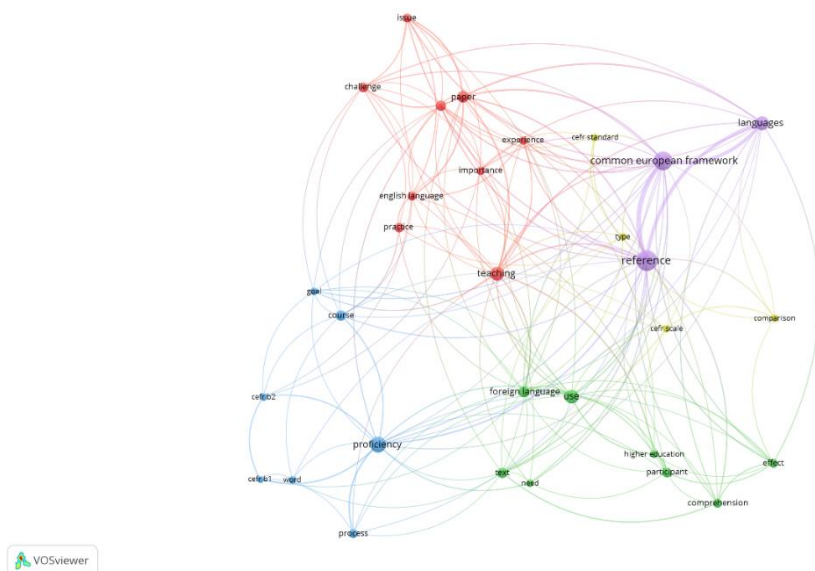 issue
challenge
paper
languages
experience
cefr standard
common european framework
importance
english language
practice
type
reference
teaching
goal
course
comparison
cefr scale
foreign language
use
cefr b2
proficiency
higher education
effect
text
participant
need
cefr b1
word
comprehension
process
VOSviewer